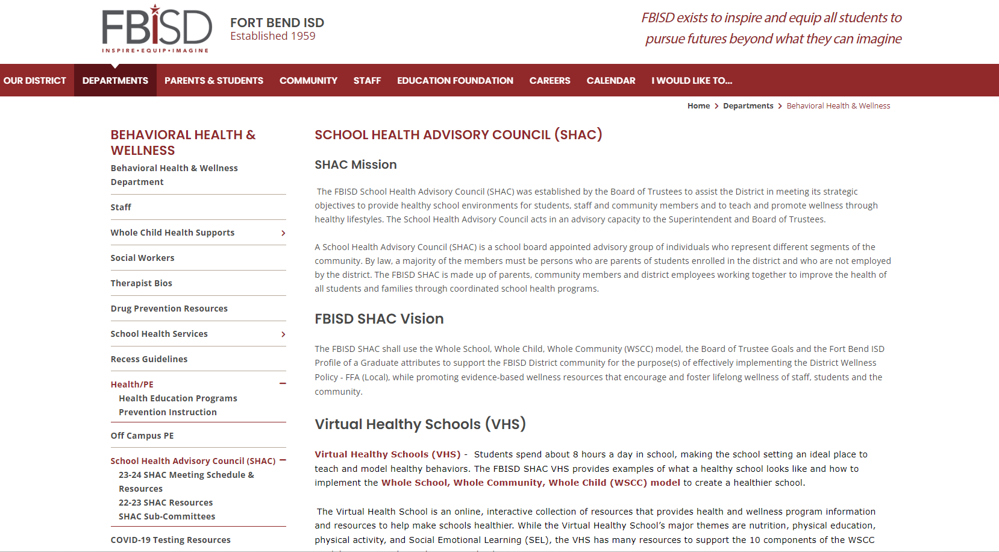 FBISD
INSPIRE•EQUIP•IMAGINE
FORT BEND ISD
Established 1959
FBISD exists to inspire and equip all students to
pursue futures beyond what they can imagine
OUR DISTRICT DEPARTMENTS PARENTS & STUDENTS COMMUNITY STAFF EDUCATION FOUNDATION CAREERS CALENDAR I WOULD LIKE TO...
Home > Departments > Behavioral Health & Wellness
BEHAVIORAL HEALTH &
WELLNESS
Behavioral Health & Wellness
Department
Staff
Whole Child Health Supports
Social Workers
Therapist Bios
Drug Prevention Resources
School Health Services
Recess Guidelines
Health/PE
Health Education Programs
Prevention Instruction
Off Campus PE
School Health Advisory Council (SHAC)
23-24 SHAC Meeting Schedule &
Resources
22-23 SHAC Resources
SHAC Sub-Committees
COVID-19 Testing Resources
SCHOOL HEALTH ADVISORY COUNCIL (SHAC)
SHAC Mission
The FBISD School Health Advisory Council (SHAC) was established by the Board of Trustees to assist the District in meeting its strategic
objectives to provide healthy school environments for students, staff and community members and to teach and promote wellness through
healthy lifestyles. The School Health Advisory Council acts in an advisory capacity to the Superintendent and Board of Trustees.
A School Health Advisory Council (SHAC) is a school board appointed advisory group of individuals who represent different segments of the
community. By law, a majority of the members must be persons who are parents of students enrolled in the district and who are not employed
by the district. The FBISD SHAC is made up of parents, community members and district employees working together to improve the health of
all students and families through coordinated school health programs.
FBISD SHAC Vision
The FBISD SHAC shall use the Whole School, Whole Child, Whole Community (WSCC) model, the Board of Trustee Goals and the Fort Bend ISD
Profile of a Graduate attributes to support the FBISD District community for the purpose(s) of effectively implementing the District Wellness
Policy - FFA (Local), while promoting evidence-based wellness resources that encourage and foster lifelong wellness of staff, students and the
community.
Virtual Healthy Schools (VHS)
Virtual Healthy Schools (VHS) - Students spend about 8 hours a day in school, making the school setting an ideal place to
teach and model healthy behaviors. The FBISD SHAC VHS provides examples of what a healthy school looks like and how to
implement the Whole School, Whole Community, Whole Child (WSCC) model to create a healthier school.
The Virtual Health School is an online, interactive collection of resources that provides health and wellness program information
and resources to help make schools healthier. While the Virtual Healthy School's major themes are nutrition, physical education,
physical activity, and Social Emotional Learning (SEL), the VHS has many resources to support the 10 components of the WSCC